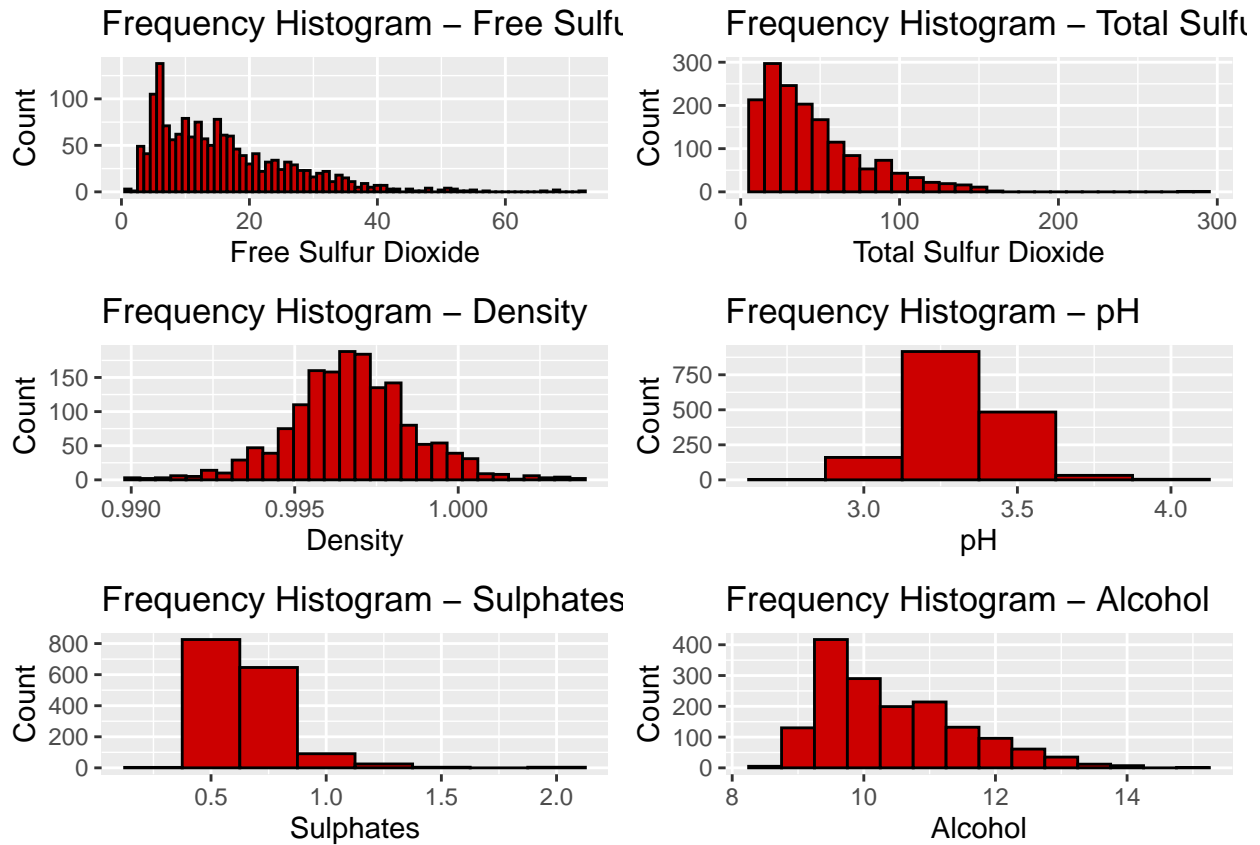 Frequency Histogram – Free Sulfu
Count
100
50
0
0 20 40 60
Free Sulfur Dioxide
Frequency Histogram – Total Sulfu
Count
300
200
100
0
0 100 200 300
Total Sulfur Dioxide
Frequency Histogram – Density
Count
150
100
50
0
0.990 0.995 1.000
Density
Frequency Histogram – pH
Count
750
500
250
0
3.0 3.5 4.0
pH
Frequency Histogram – Sulphates
Count
800
600
400
200
0
0.5 1.0 1.5 2.0
Sulphates
Frequency Histogram – Alcohol
Count
400
300
200
100
0
8 10 12 14
Alcohol